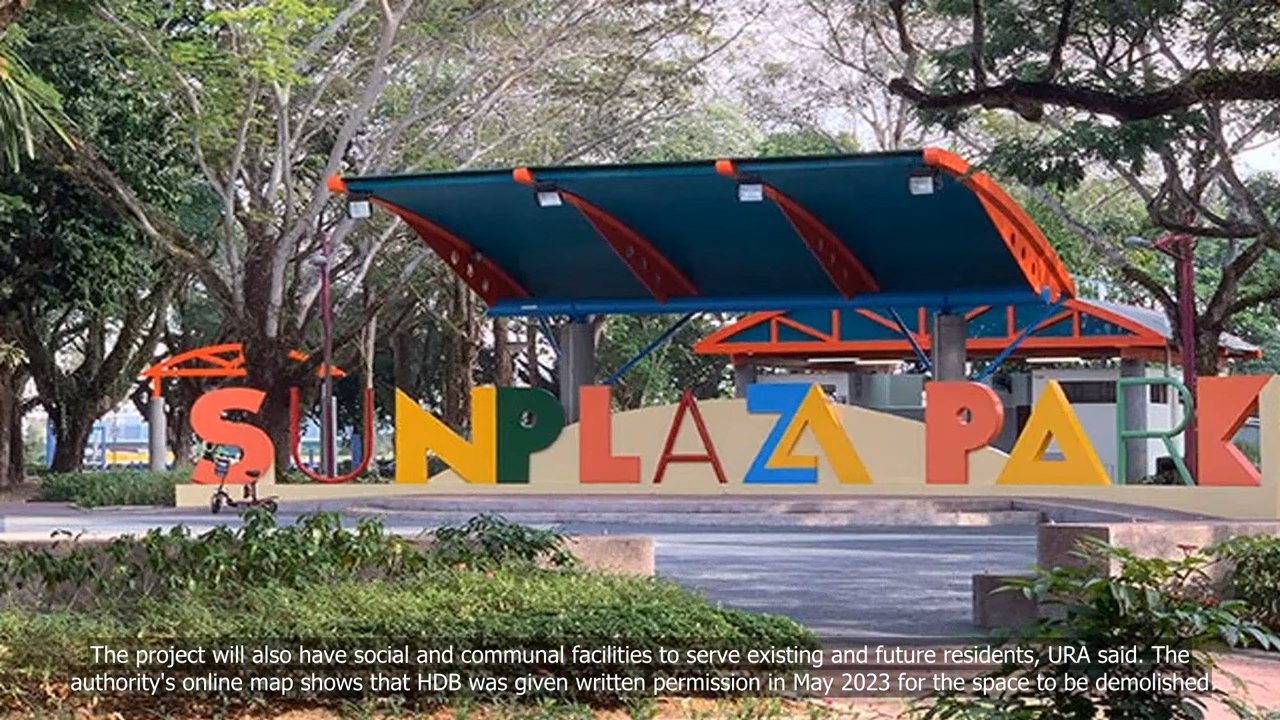 SUN PLAZA PARK
The project will also have social and communal facilities to serve existing and future residents, URA said. The
authority's online map shows that HDB was given written permission in May 2023 for the space to be demolished.